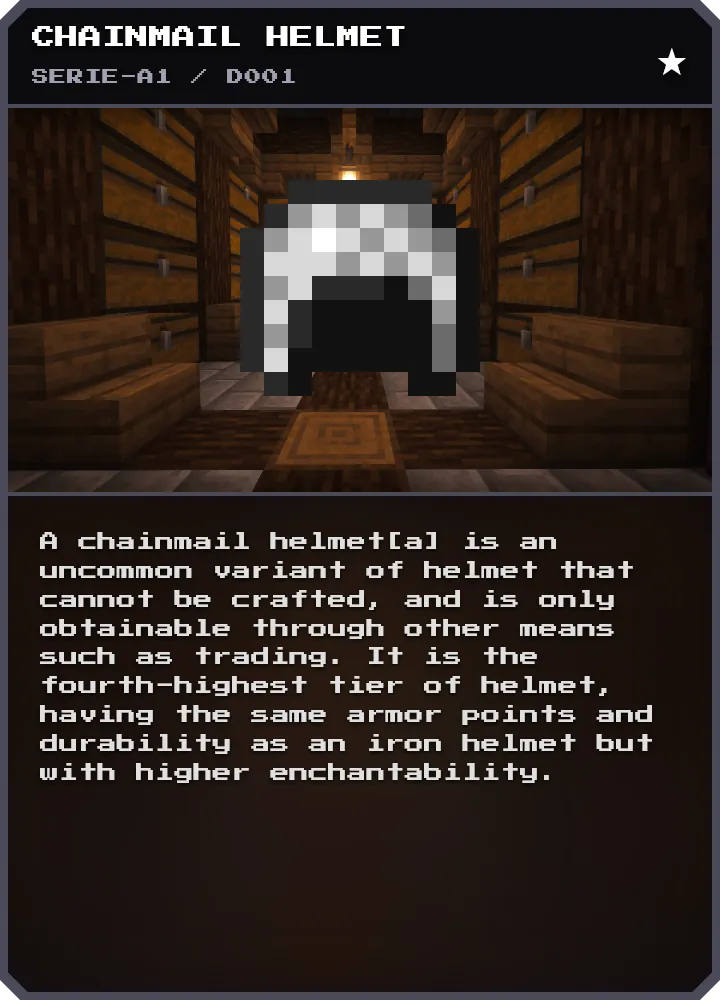 CHAINMAIL HELMET
SERIE-A1 / D001
A chainmail helmet[a] is an
uncommon variant of helmet that
cannot be crafted, and is only
obtainable through other means
such as trading. It is the
fourth-highest tier of helmet,
having the same armor points and
durability as an iron helmet but
with higher enchantability.